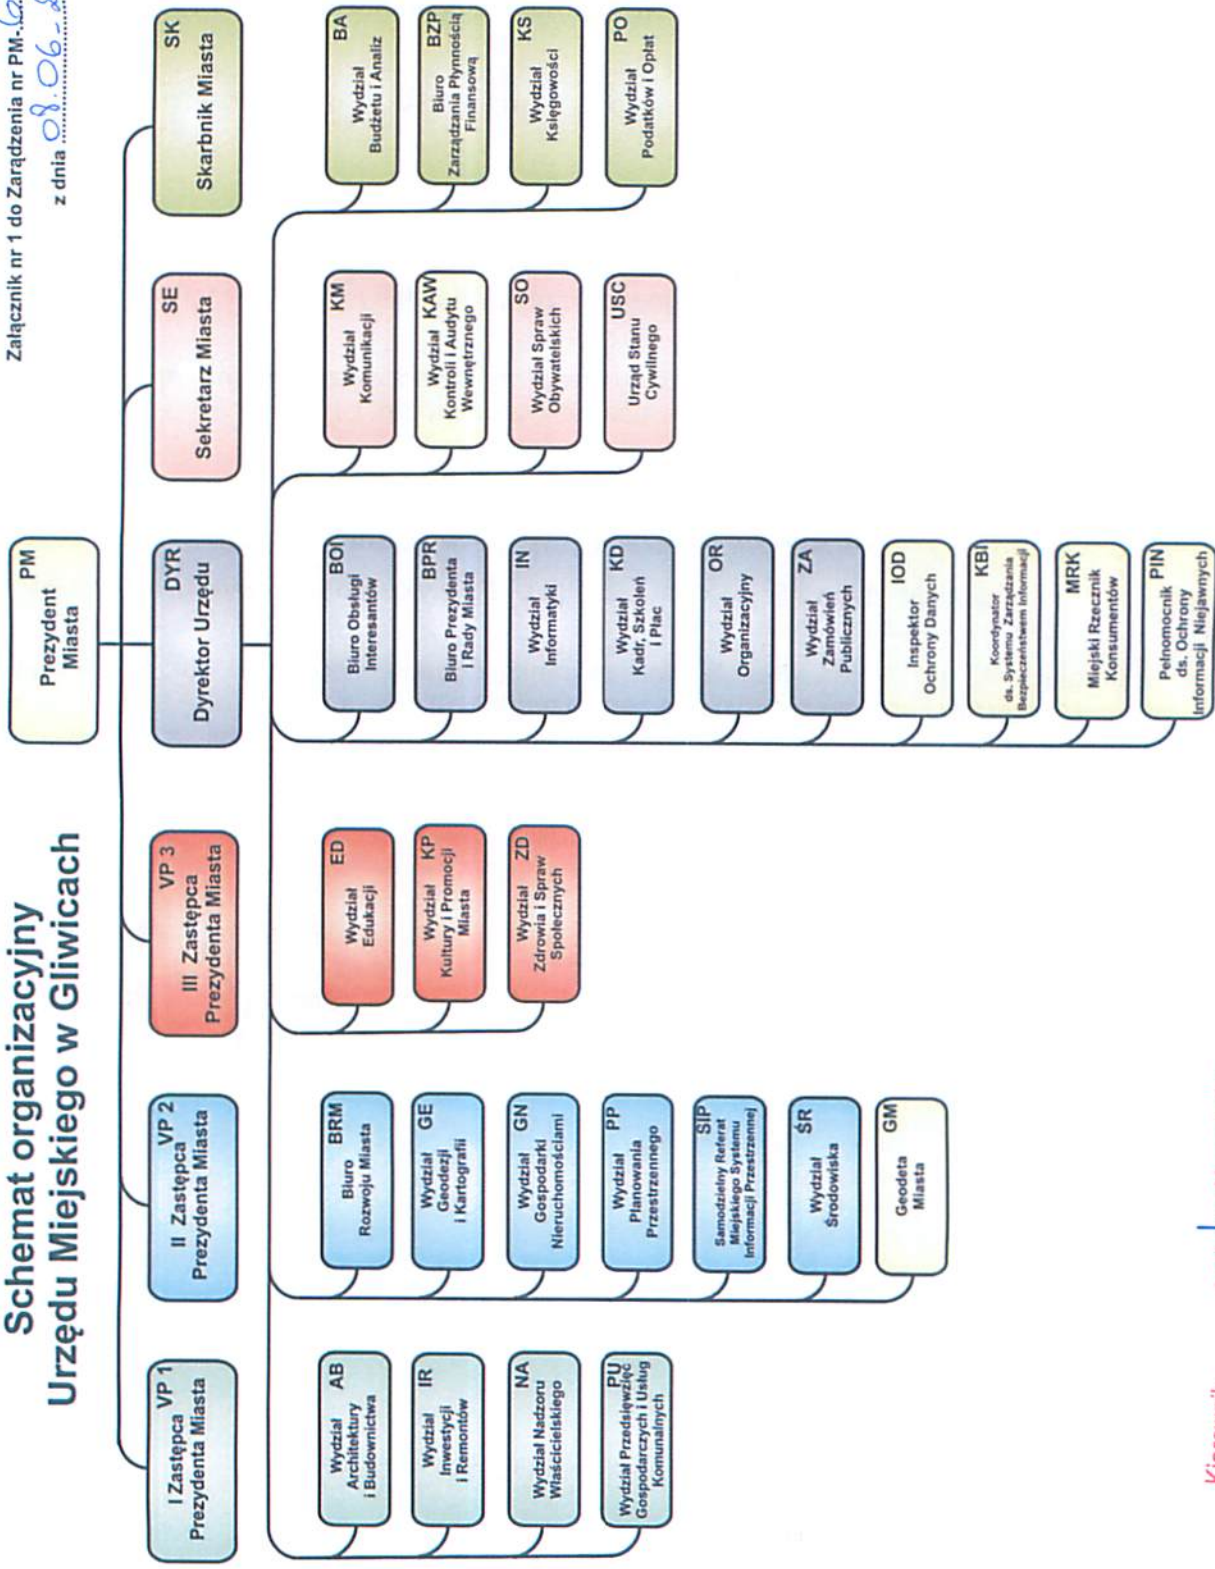 Załącznik nr 1 do Zarządzenia nr PM-
z dnia 08.06-
Schemat organizacyjny
Urzędu Miejskiego w Gliwicach
PM
Prezydent
Miasta
VP 1
I Zastępca
Prezydenta Miasta
VP 2
II Zastępca
Prezydenta Miasta
VP 3
III Zastępca
Prezydenta Miasta
DYR
Dyrektor Urzędu
SE
Sekretarz Miasta
SK
Skarbnik Miasta
AB
Wydział
Architektury
i Budownictwa
IR
Wydział
Inwestycji
i Remontów
NA
Wydział Nadzoru
Właścicielskiego
PU
Wydział Przedsięwzięć
Gospodarczych i Usług
Komunalnych
BRM
Biuro
Rozwoju Miasta
GE
Wydział
Geodezji
i Kartografii
GN
Wydział
Gospodarki
Nieruchomościami
PP
Wydział
Planowania
Przestrzennego
SIP
Samodzielny Referat
Miejskiego Systemu
Informacji Przestrzennej
ŚR
Wydział
Środowiska
GM
Geodeta
Miasta
ED
Wydział
Edukacji
KP
Wydział
Kultury i Promocji
Miasta
ZD
Wydział
Zdrowia i Spraw
Społecznych
BOI
Biuro Obsługi
Interesantów
BPR
Biuro Prezydenta
i Rady Miasta
IN
Wydział
Informatyki
KD
Wydział
Kadr, Szkoleń
i Płac
OR
Wydział
Organizacyjny
ZA
Wydział
Zamówień
Publicznych
IOD
Inspektor
Ochrony Danych
KBI
Koordynator
ds. Systemu Zarządzania
Bezpieczeństwem Informacji
MRK
Miejski Rzecznik
Konsumentów
PIN
Pełnomocnik
ds. Ochrony
Informacji Niejawnych
KM
Wydział
Komunikacji
KAW
Wydział
Kontroli i Audytu
Wewnętrznego
SO
Wydział Spraw
Obywatelskich
USC
Urząd Stanu
Cywilnego
BA
Wydział
Budżetu i Analiz
BZP
Biuro
Zarządzania Płynnością
Finansową
KS
Wydział
Księgowości
PO
Wydział
Podatków i Opłat